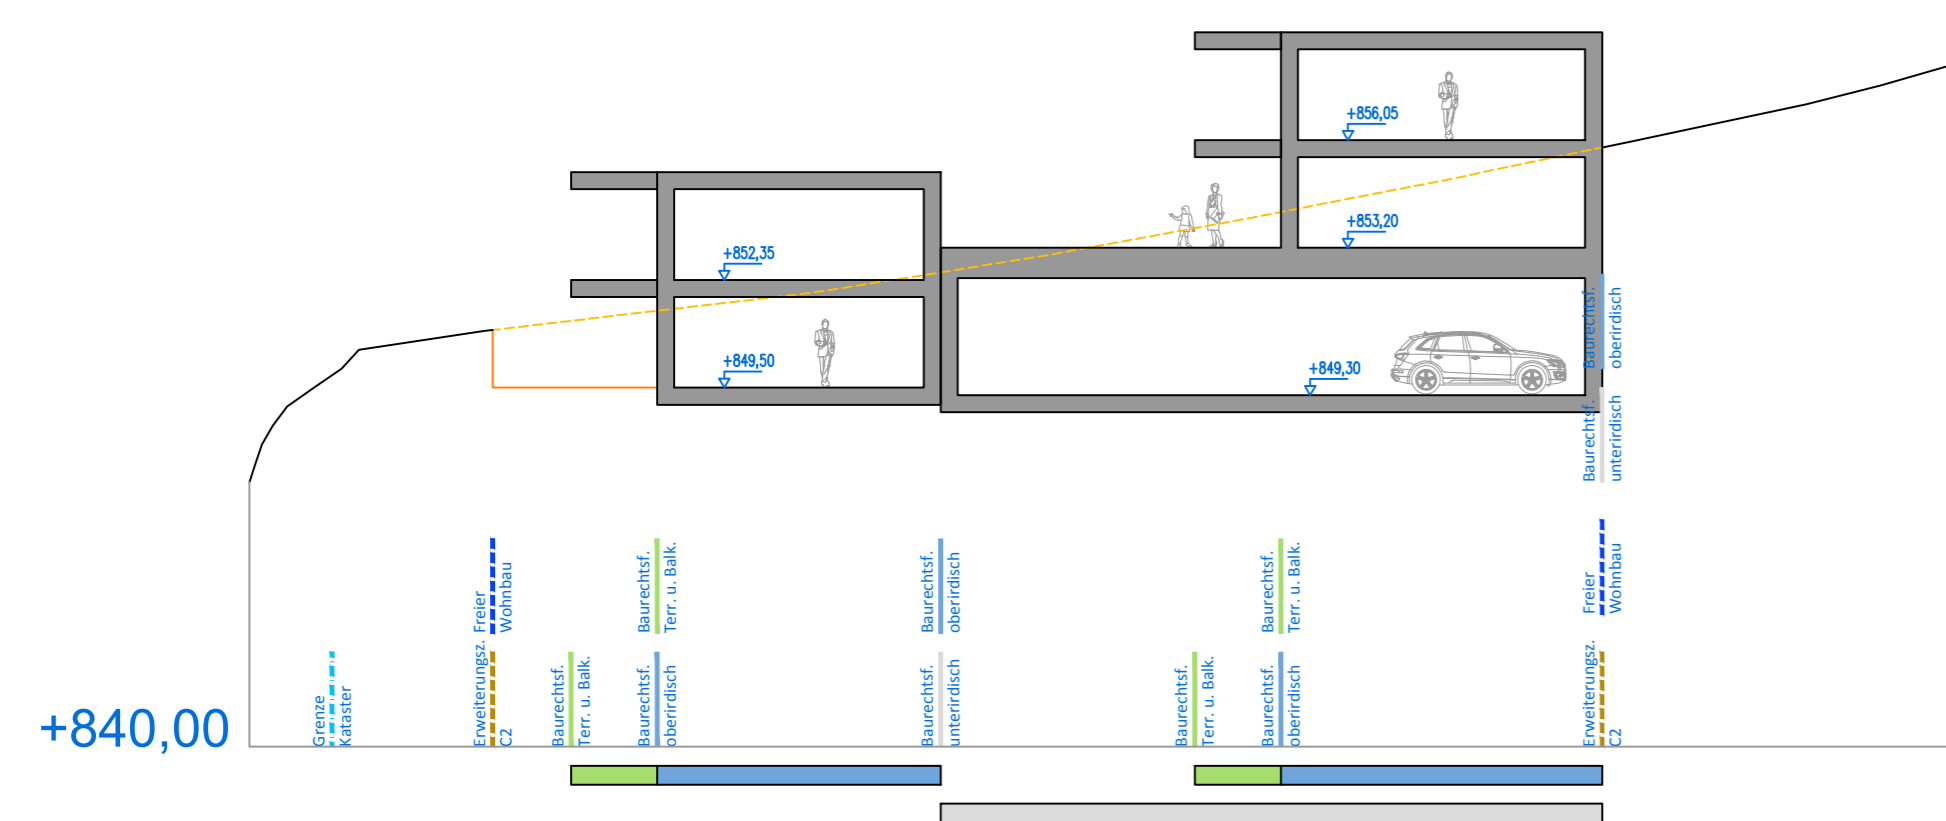 +856,05
+853,20
+852,35
+849,50
+849,30
Baurechtsf.
oberirdisch
Baurechtsf.
unterirdisch
Freier
Wohnbau
Baurechtsf.
Terr. u. Balk.
Baurechtsf.
oberirdisch
Baurechtsf.
Terr. u. Balk.
Freier
Wohnbau
+840,00
Grenze
Kataster
Erweiterungsz.
C2
Baurechtsf.
Terr. u. Balk.
Baurechtsf.
oberirdisch
Baurechtsf.
unterirdisch
Baurechtsf.
Terr. u. Balk.
Baurechtsf.
oberirdisch
Erweiterungsz.
C2